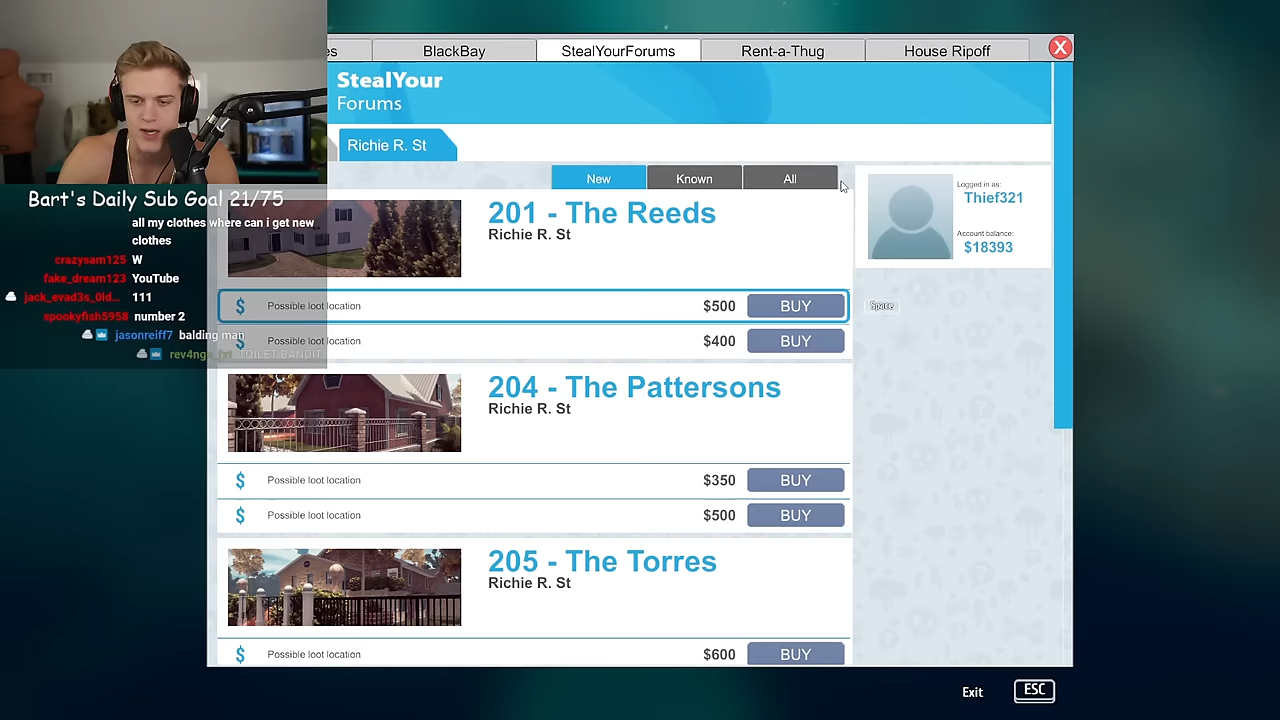 es
BlackBay
StealYourForums
Rent-a-Thug
House Ripoff
StealYour
Forums
Richie R. St
New
Known
All
Logged in as:
Thief321
Account balance:
$18393
Bart's Daily Sub Goal 21/75
all my clothes where can i get new
clothes
crazysam125 W
fake_dream123 YouTube
jack_evad3s_0ld... 111
spookyfish5958 number 2
jasonreiff7 balding man
TOILET BANDIT
201 - The Reeds
Richie R. St
$ Possible loot location $500 BUY
Space
$ Possible loot location $400 BUY
204 - The Pattersons
Richie R. St
$ Possible loot location $350 BUY
$ Possible loot location $500 BUY
205 - The Torres
Richie R. St
$ Possible loot location $600 BUY
Exit ESC